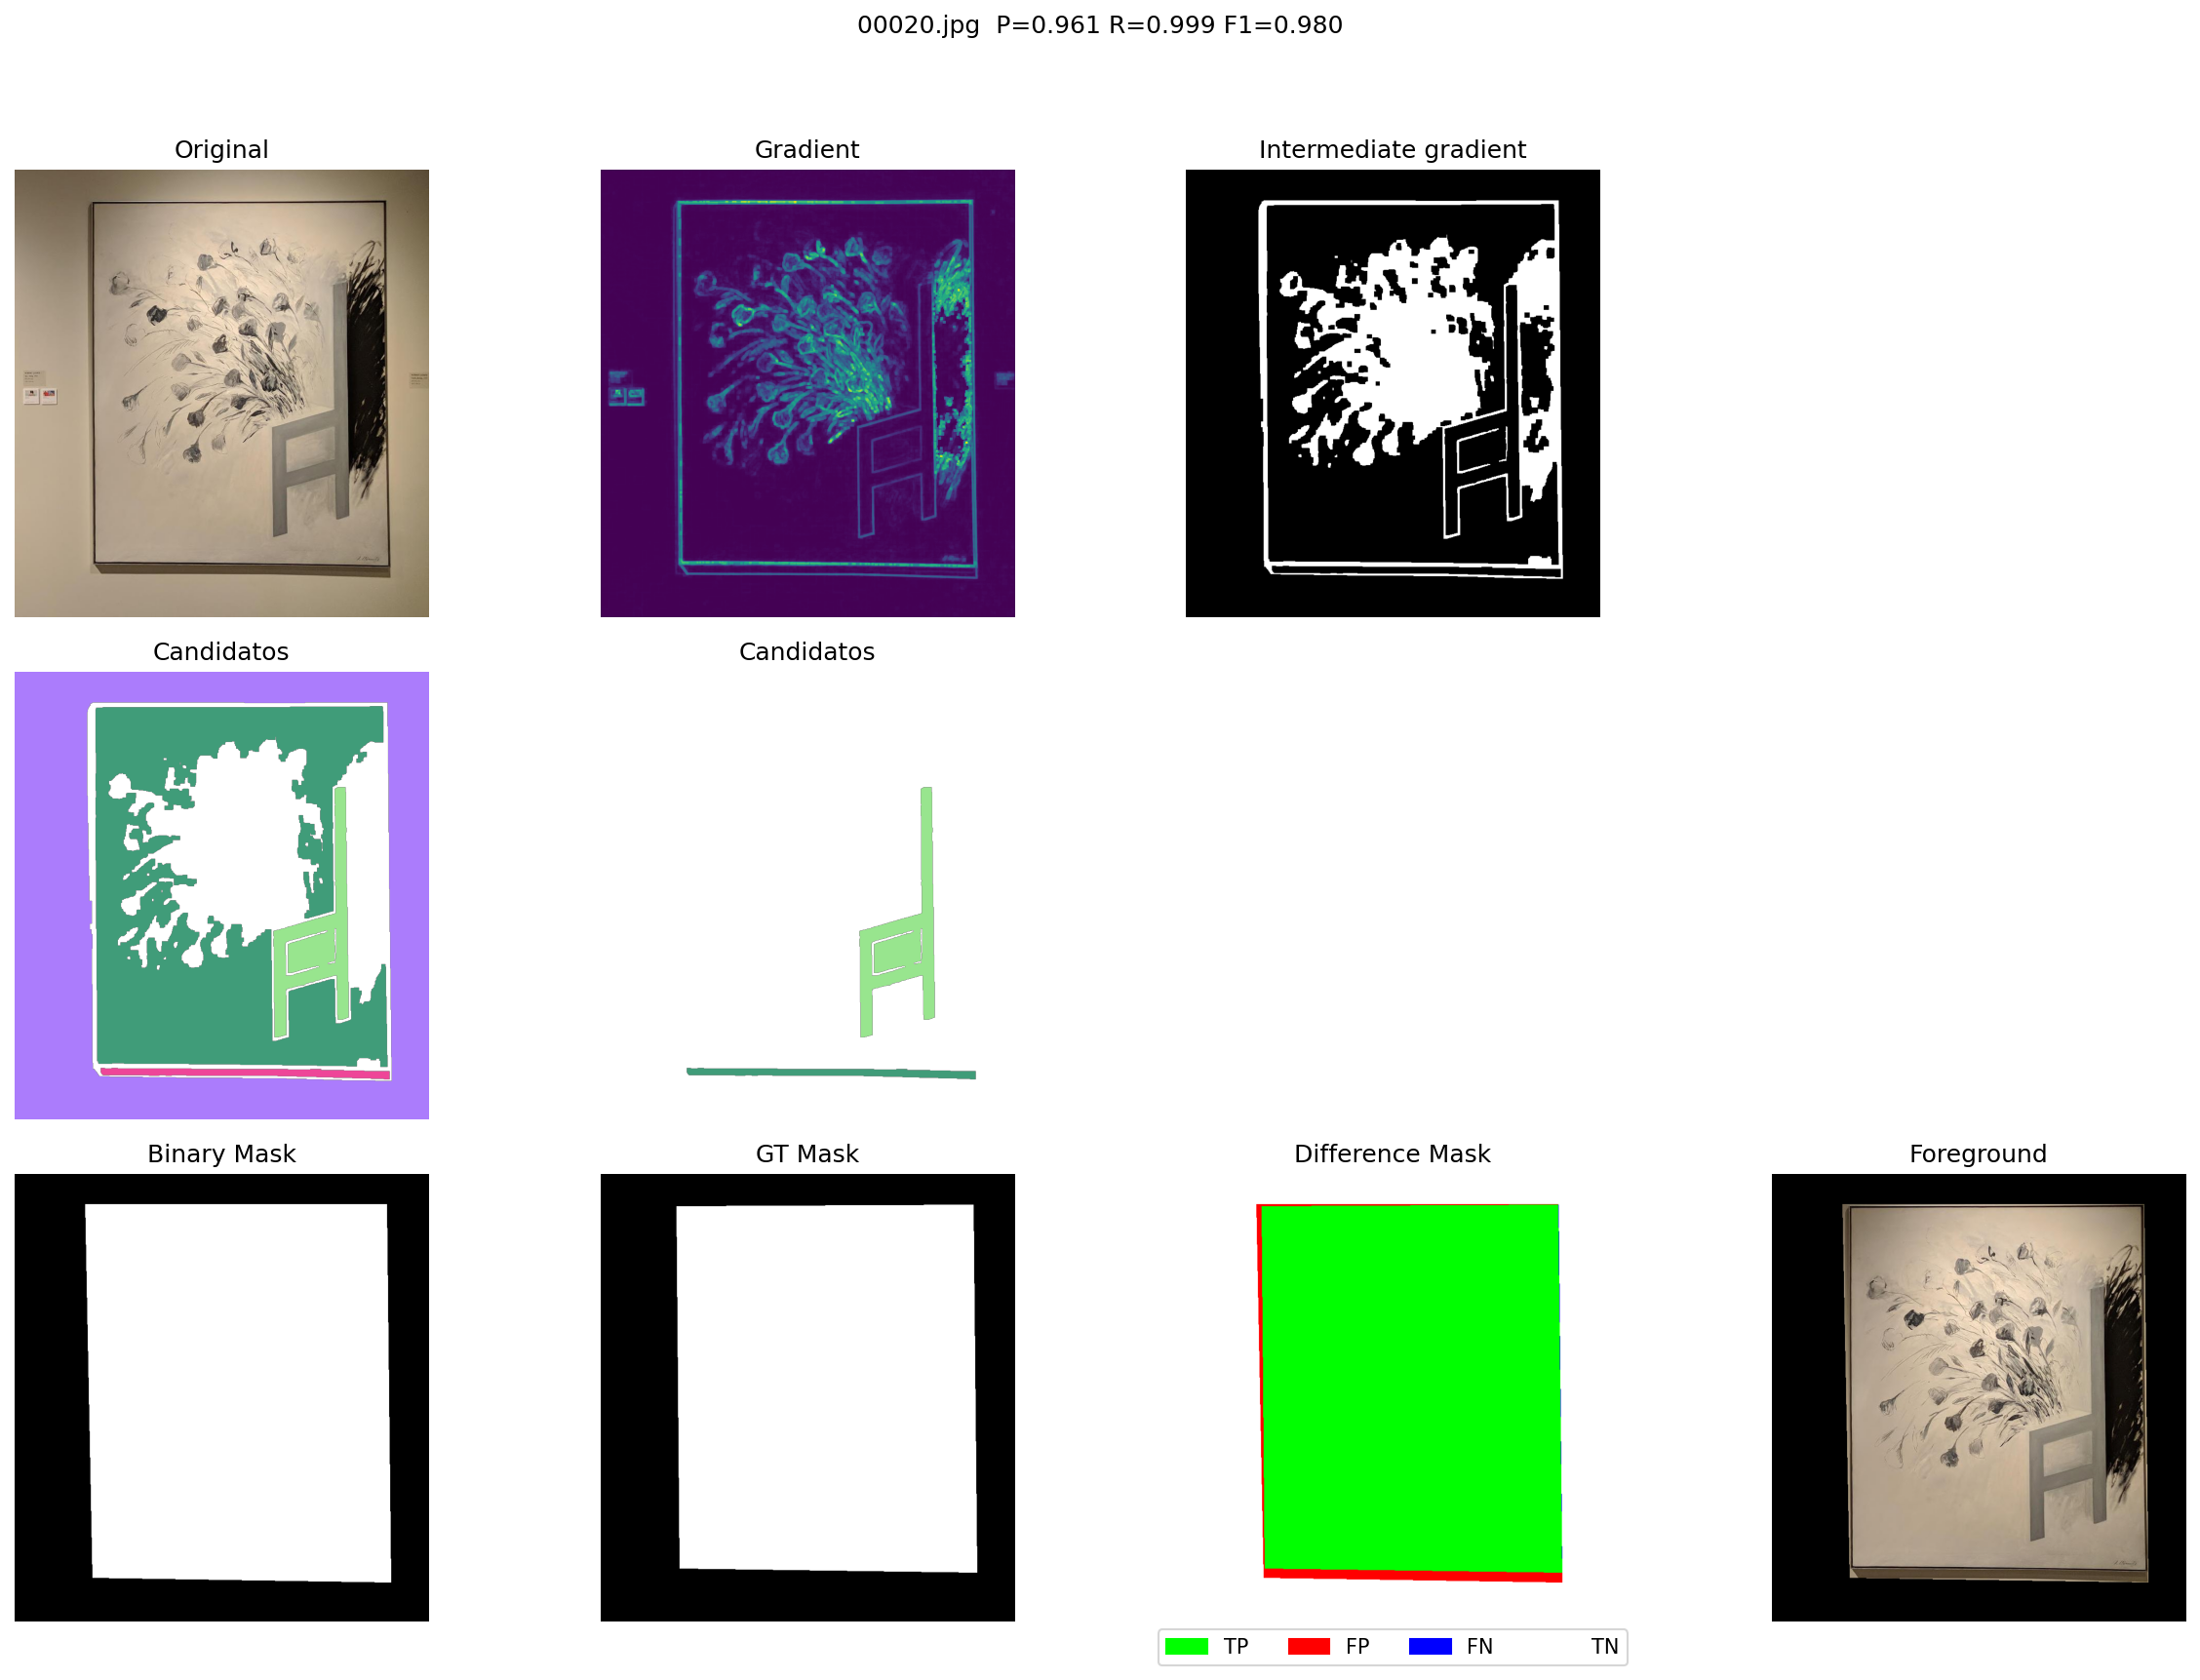 00020.jpg  P=0.961 R=0.999 F1=0.980
Original
Gradient
Intermediate gradient
Candidatos
Candidatos
Binary Mask
GT Mask
Difference Mask
Foreground
TP
FP
FN
TN